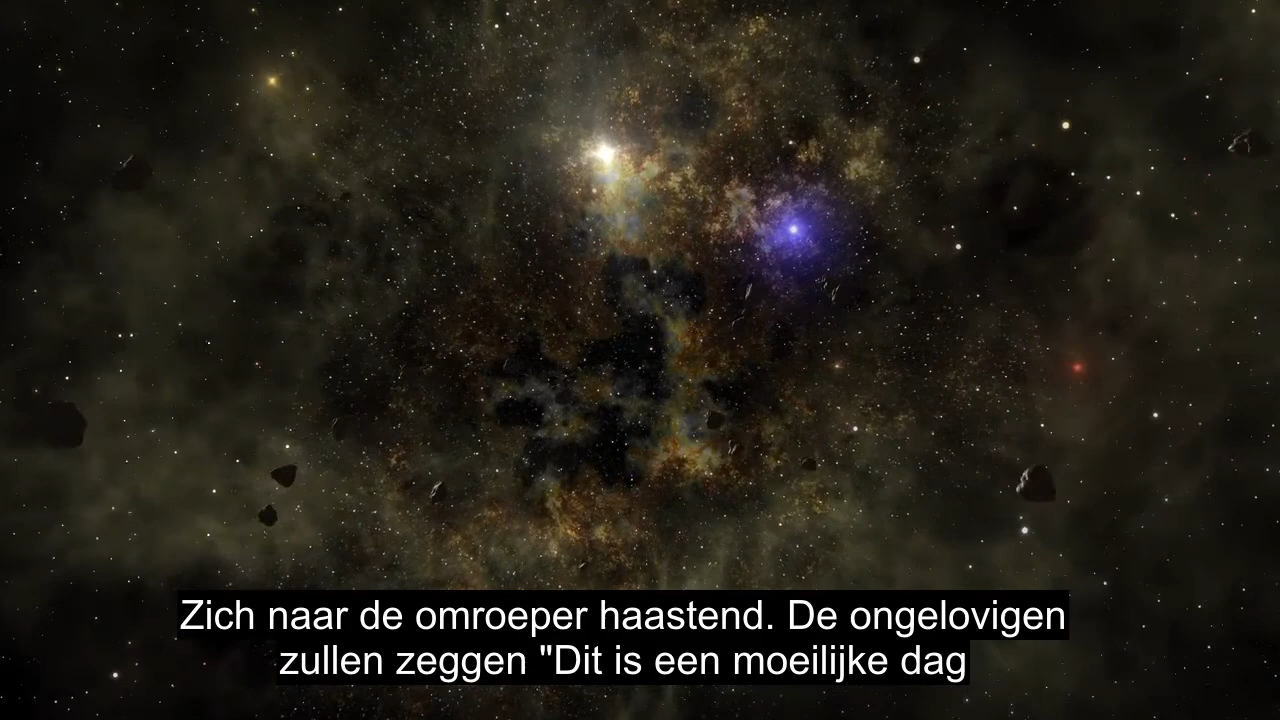 Zich naar de omroeper haastend. De ongelovigen
zullen zeggen "Dit is een moeilijke dag